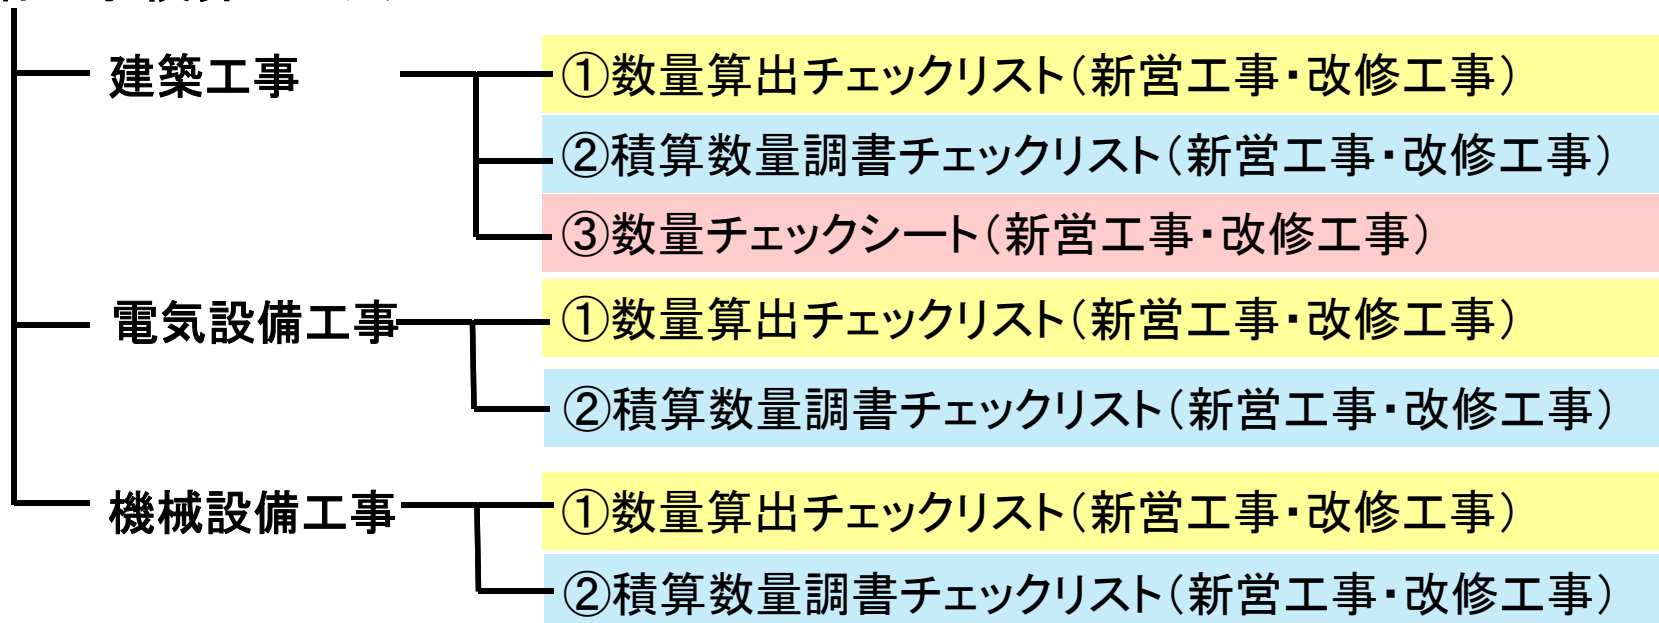 建築工事
①数量算出チェックリスト（新営工事・改修工事）
②積算数量調書チェックリスト（新営工事・改修工事）
③数量チェックシート（新営工事・改修工事）
電気設備工事
①数量算出チェックリスト（新営工事・改修工事）
②積算数量調書チェックリスト（新営工事・改修工事）
機械設備工事
①数量算出チェックリスト（新営工事・改修工事）
②積算数量調書チェックリスト（新営工事・改修工事）